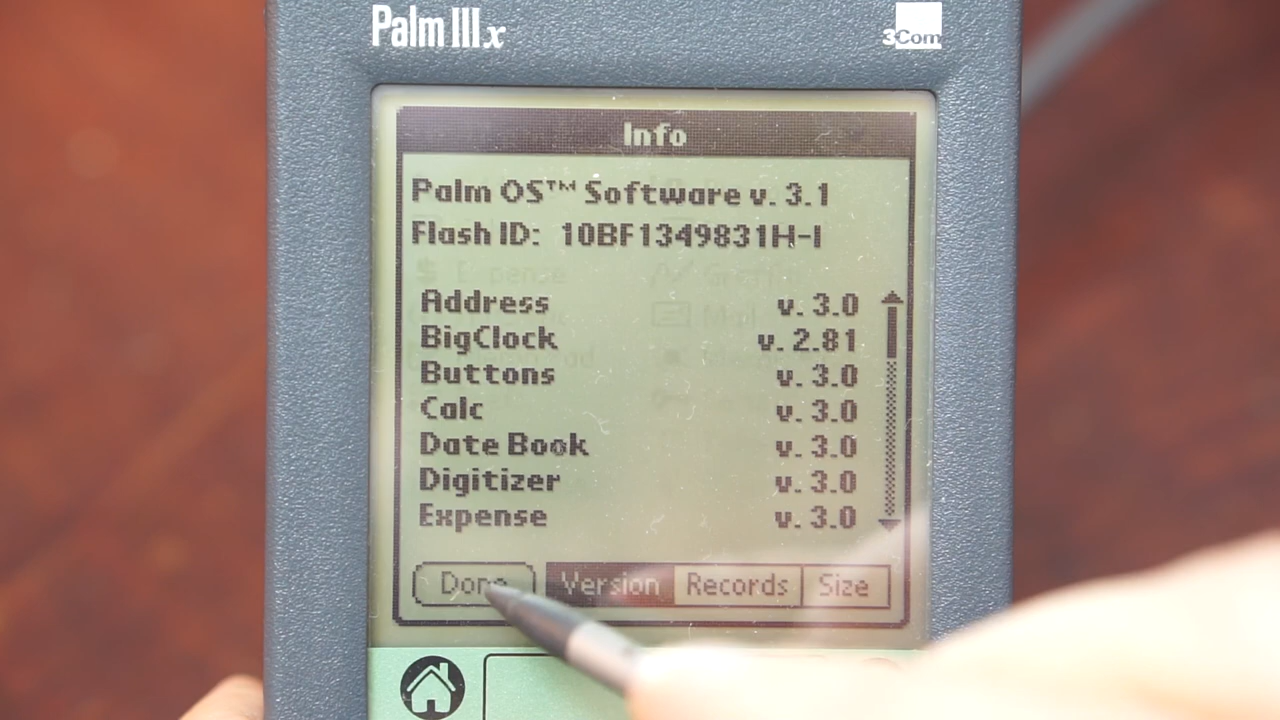 Palm IIIx
3Com
Info
Palm OS™ Software v. 3.1
Flash ID: 10BF1349831H-I
Address v. 3.0
BigClock v. 2.81
Buttons v. 3.0
Calc v. 3.0
Date Book v. 3.0
Digitizer v. 3.0
Expense v. 3.0
Done Version Records Size